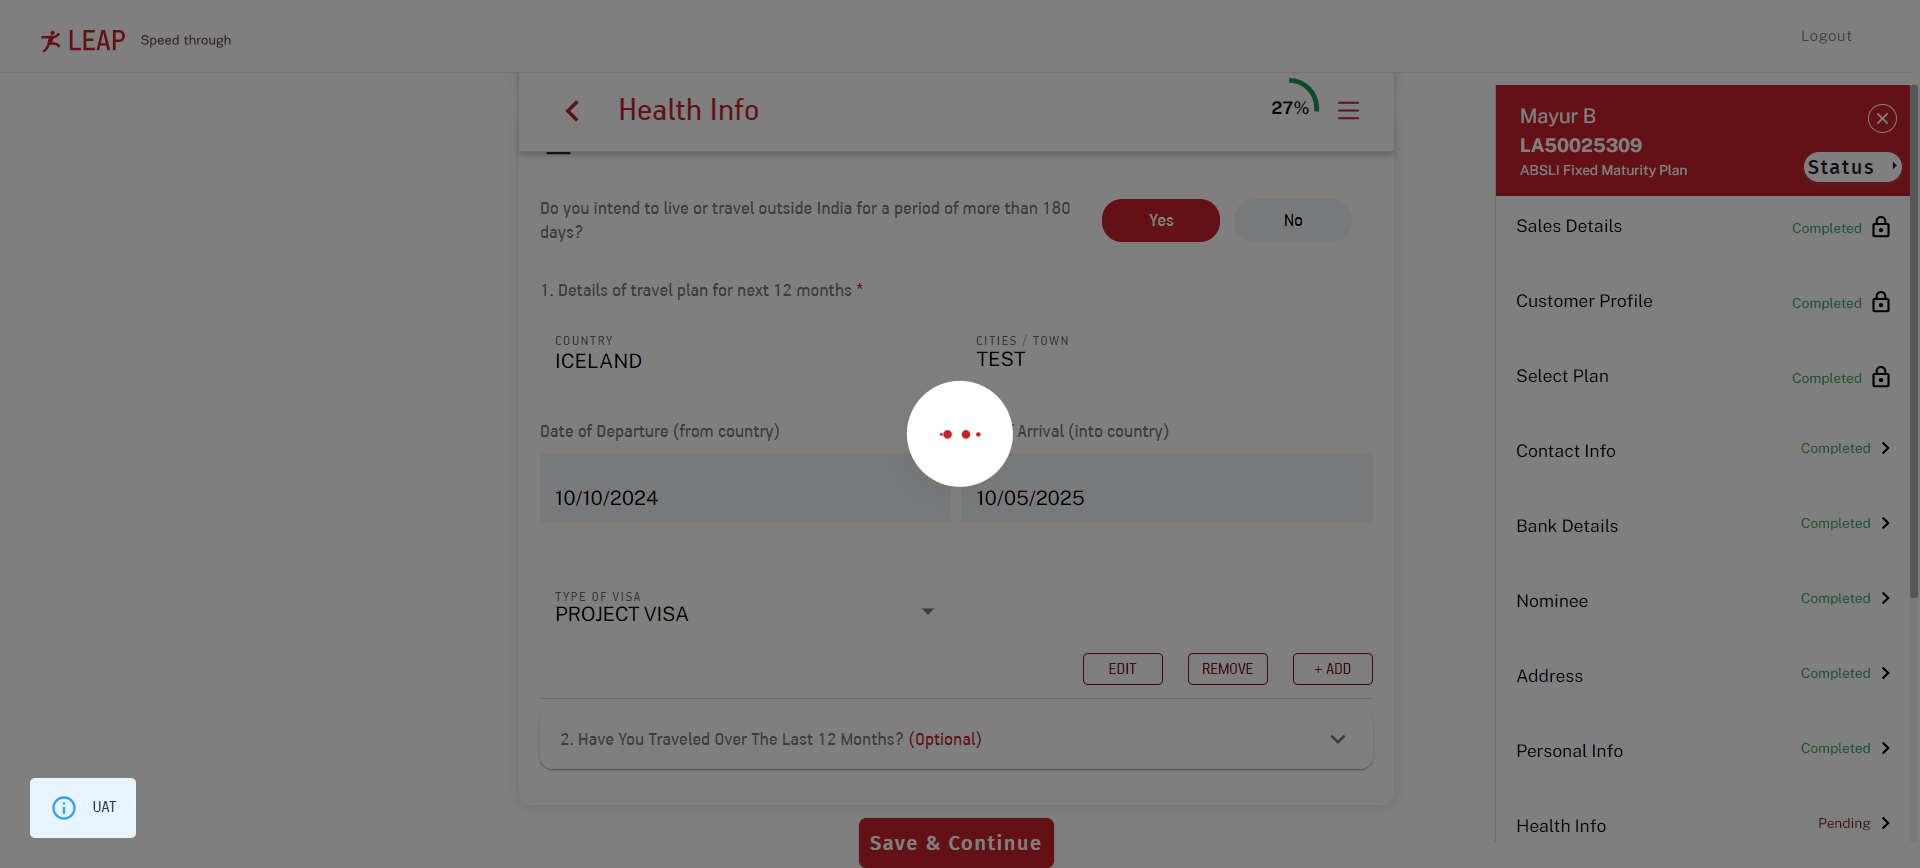 LEAP Speed through
Logout
Health Info
27%
Do you intend to live or travel outside India for a period of more than 180
days?
Yes
No
1. Details of travel plan for next 12 months *
COUNTRY
ICELAND
CITIES / TOWN
TEST
Date of Departure (from country)
Arrival (into country)
10/10/2024
10/05/2025
TYPE OF VISA
PROJECT VISA
EDIT
REMOVE
+ ADD
2. Have You Traveled Over The Last 12 Months? (Optional)
Save & Continue
UAT
Mayur B
LA50025309
ABSLI Fixed Maturity Plan
Status
Sales Details Completed
Customer Profile Completed
Select Plan Completed
Contact Info Completed
Bank Details Completed
Nominee Completed
Address Completed
Personal Info Completed
Health Info Pending